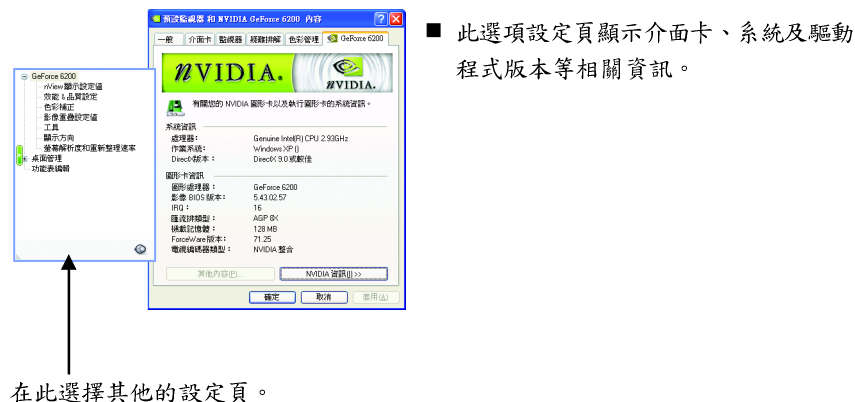 預設監視器 和 NVIDIA GeForce 6200 內容
一般 介面卡 監視器 疑難排解 色彩管理 GeForce 6200
nVIDIA.
nVIDIA.
有關您的 NVIDIA 圖形卡以及執行圖形卡的系統資訊。
系統資訊
處理器： Genuine Intel(R) CPU 2.93GHz
作業系統： Windows XP ()
DirectX版本： DirectX 9.0 或較佳
圖形卡資訊
圖形處理器： GeForce 6200
影像 BIOS 版本： 5.43.02.57
IRQ： 16
匯流排類型： AGP 8X
機載記憶體： 128 MB
ForceWare 版本： 71.25
電視編碼器類型： NVIDIA 整合
其他內容(P)...
NVIDIA 資訊(I) >>
確定 取消 套用(A)
GeForce 6200
nView 顯示設定值
效能 & 品質設定
色彩補正
影像重疊設定值
工具
顯示方向
螢幕解析度和重新整理速率
桌面管理
功能表編輯
■ 此選項設定頁顯示介面卡、系統及驅動
程式版本等相關資訊。
在此選擇其他的設定頁。